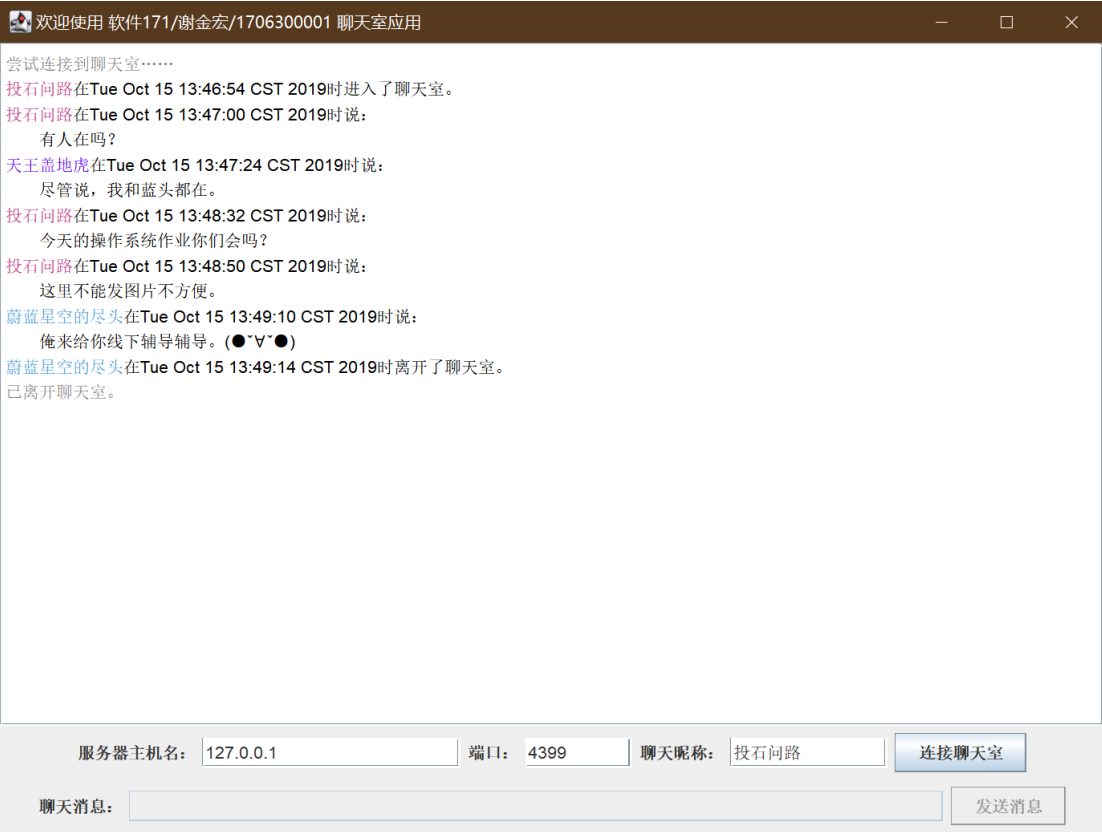 欢迎使用 软件171/谢金宏/1706300001 聊天室应用
尝试连接到聊天室……
投石问路在Tue Oct 15 13:46:54 CST 2019时进入了聊天室。
投石问路在Tue Oct 15 13:47:00 CST 2019时说：
有人在吗？
天王盖地虎在Tue Oct 15 13:47:24 CST 2019时说：
尽管说，我和蓝头都在。
投石问路在Tue Oct 15 13:48:32 CST 2019时说：
今天的操作系统作业你们会吗？
投石问路在Tue Oct 15 13:48:50 CST 2019时说：
这里不能发图片不方便。
蔚蓝星空的尽头在Tue Oct 15 13:49:10 CST 2019时说：
俺来给你线下辅导辅导。(●ˇ∀ˇ●)
蔚蓝星空的尽头在Tue Oct 15 13:49:14 CST 2019时离开了聊天室。
已离开聊天室。
服务器主机名： 127.0.0.1 端口： 4399 聊天昵称： 投石问路 连接聊天室
聊天消息： 发送消息